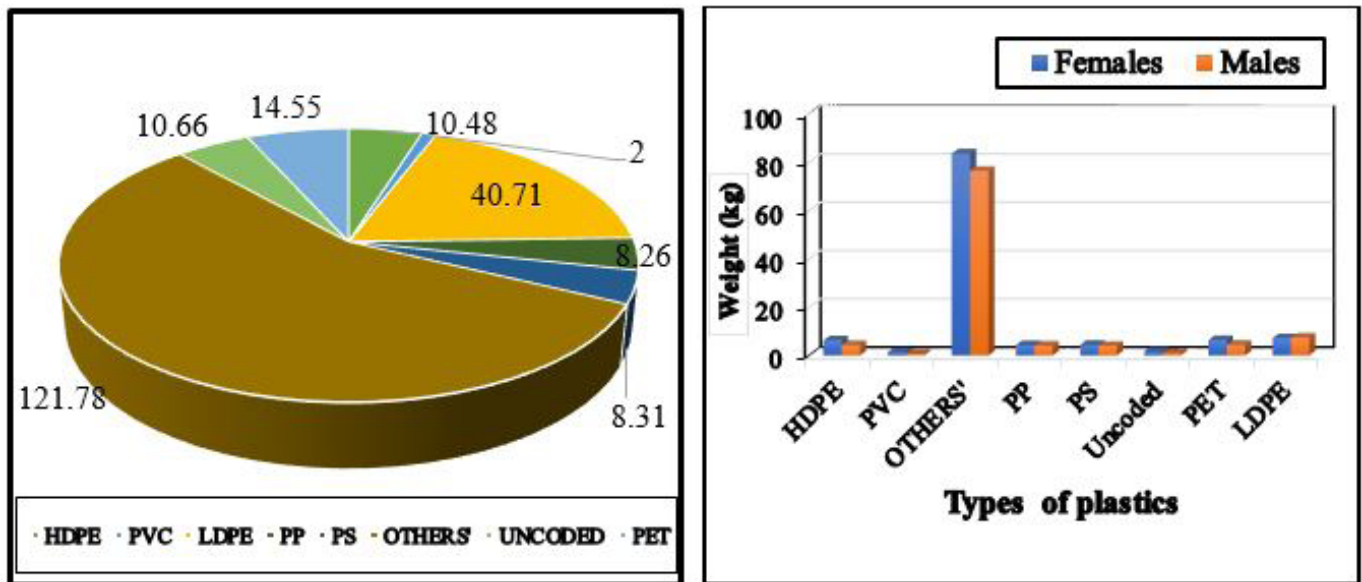 14.55
10.66
10.48
2
40.71
8.26
121.78
8.31
HDPE PVC LDPE PP PS OTHERS' UNCODED PET
Females Males
100
80
60
40
20
0
Weight (kg)
HDPE
PVC
OTHERS'
PP
PS
Uncoded
PET
LDPE
Types of plastics